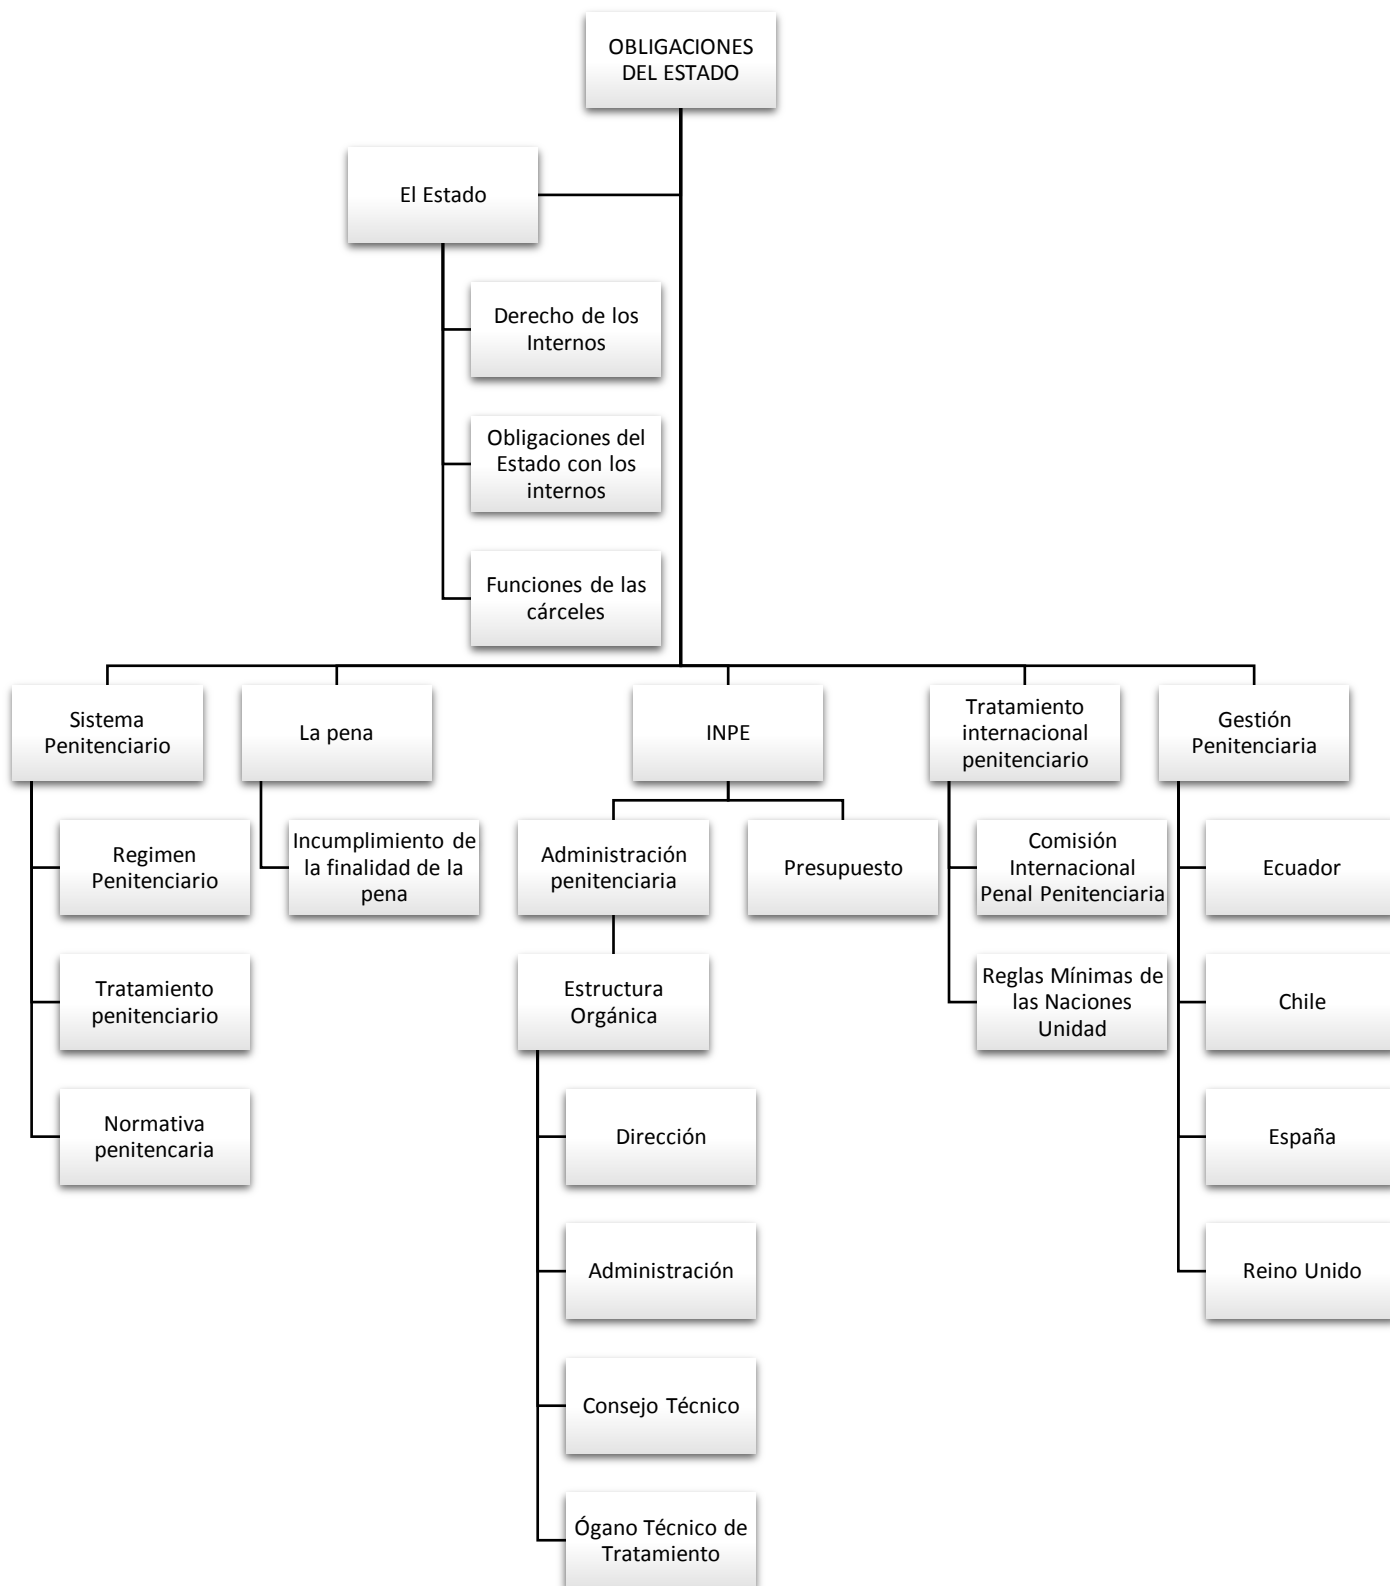 OBLIGACIONES
DEL ESTADO
El Estado
Derecho de los
Internos
Obligaciones del
Estado con los
internos
Funciones de las
cárceles
Sistema
Penitenciario
Regimen
Penitenciario
Tratamiento
penitenciario
Normativa
penitencaria
La pena
Incumplimiento de
la finalidad de la
pena
INPE
Administración
penitenciaria
Estructura
Orgánica
Dirección
Administración
Consejo Técnico
Ógano Técnico de
Tratamiento
Presupuesto
Tratamiento
internacional
penitenciario
Comisión
Internacional
Penal Penitenciaria
Reglas Mínimas de
las Naciones
Unidad
Gestión
Penitenciaria
Ecuador
Chile
España
Reino Unido